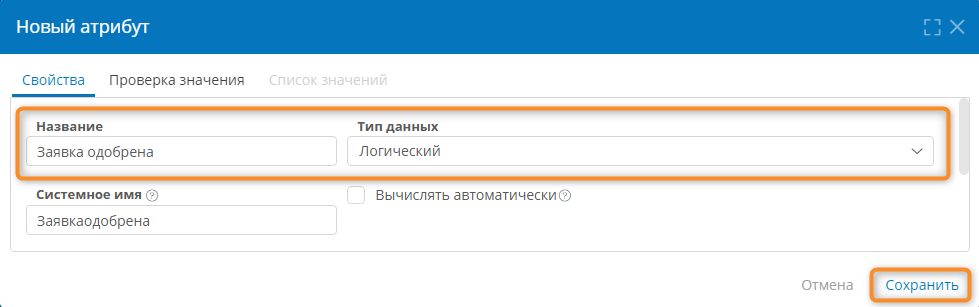 Новый атрибут
Свойства Проверка значения Список значений
Название Тип данных
Заявка одобрена Логический
Системное имя ? Вычислять автоматически ?
Заявкаодобрена
Отмена Сохранить